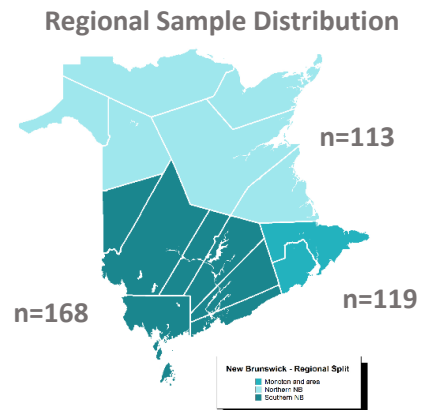 Regional Sample Distribution
n=113
n=168
n=119
New Brunswick - Regional Split
Moncton and area
Northern NB
Southern NB